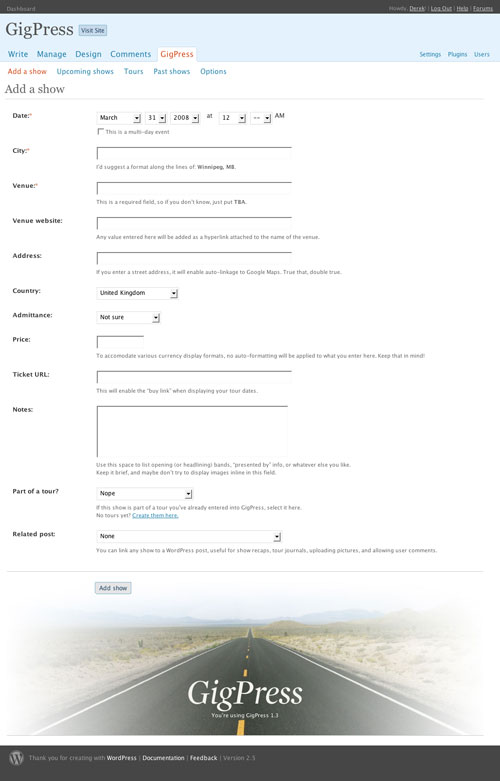 Dashboard
Howdy, Derek! | Log Out | Help | Forums
GigPress Visit Site
Write Manage Design Comments GigPress
Settings Plugins Users
Add a show Upcoming shows Tours Past shows Options
Add a show
Date:* March 31 2008 at 12 -- AM
This is a multi-day event
City:*
I'd suggest a format along the lines of: Winnipeg, MB.
Venue:*
This is a required field, so if you don't know, just put TBA.
Venue website:
Any value entered here will be added as a hyperlink attached to the name of the venue.
Address:
If you enter a street address, it will enable auto-linkage to Google Maps. True that, double true.
Country: United Kingdom
Admittance: Not sure
Price:
To accomodate various currency display formats, no auto-formatting will be applied to what you enter here. Keep that in mind!
Ticket URL:
This will enable the "buy link" when displaying your tour dates.
Notes:
Use this space to list opening (or headlining) bands, "presented by" info, or whatever else you like.
Keep it brief, and maybe don't try to display images inline in this field.
Part of a tour? Nope
If this show is part of a tour you've already entered into GigPress, select it here.
No tours yet? Create them here.
Related post: None
You can link any show to a WordPress post, useful for show recaps, tour journals, uploading pictures, and allowing user comments.
Add show
GigPress
You're using GigPress 1.3
Thank you for creating with WordPress | Documentation | Feedback | Version 2.5